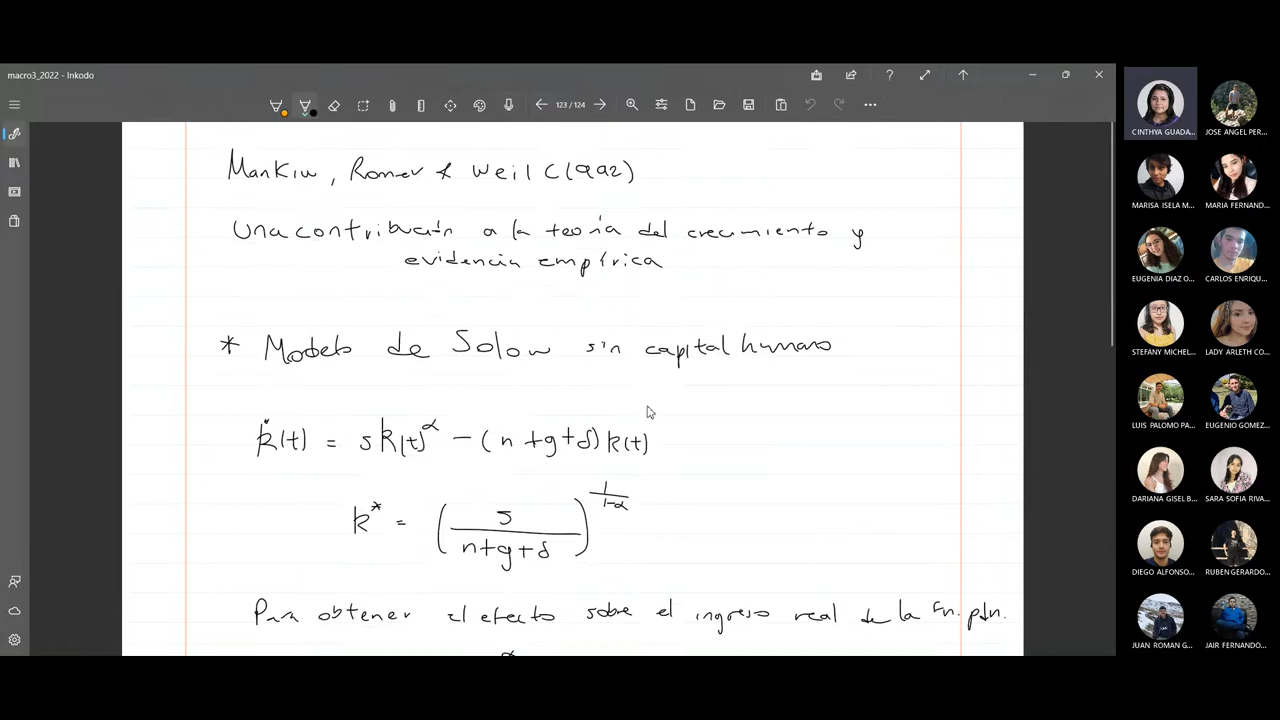 macro3_2022 - Inkodo
123 / 124
Mankiw, Romer & Weil C(1992)
Una contribución a la teoría del crecimiento y
evidencia empírica
* Modelo de Solow sin capital humano
k̇(t) = sk(t)^α - (n+g+δ)k(t)
k* = (s/(n+g+δ))^(1/(1-α))
Para obtener el efecto sobre el ingreso real de la Fn. pdn.
α
CINTHYA GUADA...
JOSE ANGEL PER...
MARISA ISELA M...
MARIA FERNAND...
EUGENIA DIAZ O...
CARLOS ENRIQU...
STEFANY MICHEL...
LADY ARLETH CO...
LUIS PALOMO PA...
EUGENIO GOMEZ...
DARIANA GISEL B...
SARA SOFIA RIVA...
DIEGO ALFONSO...
RUBEN GERARDO...
JUAN ROMAN G...
JAIR FERNANDO...